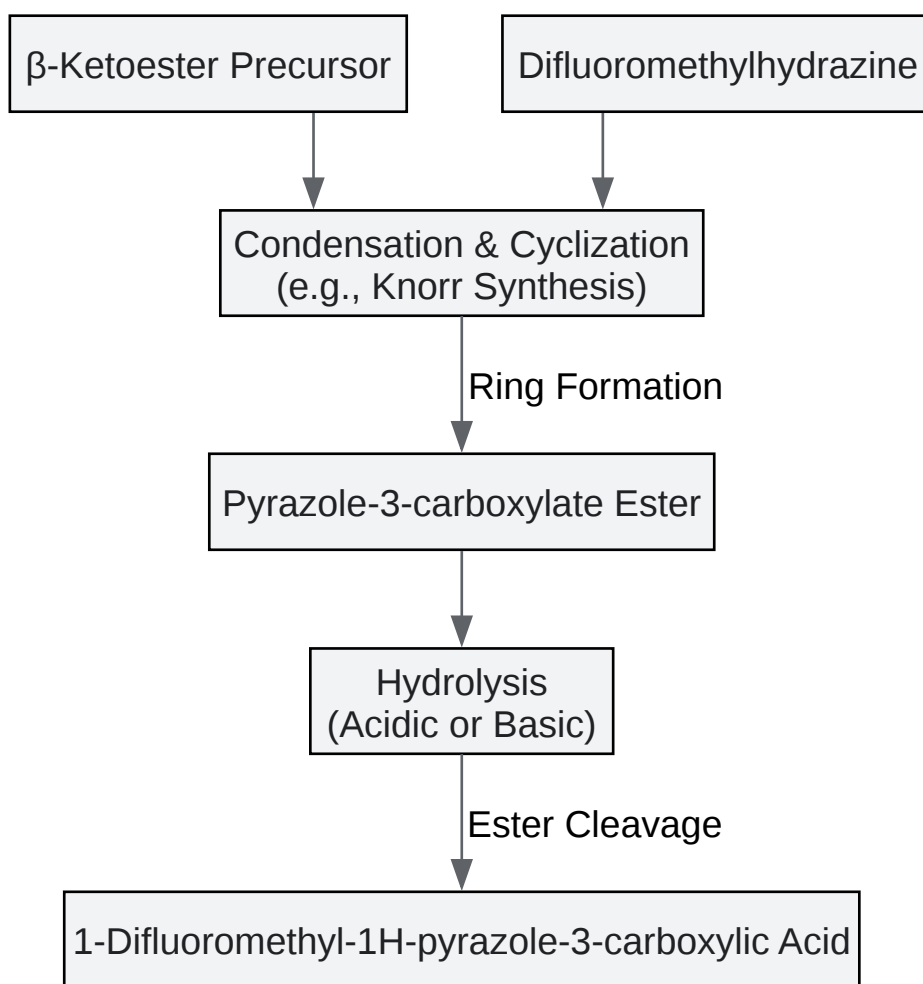 β-Ketoester Precursor
Difluoromethylhydrazine
Condensation & Cyclization
(e.g., Knorr Synthesis)
Ring Formation
Pyrazole-3-carboxylate Ester
Hydrolysis
(Acidic or Basic)
Ester Cleavage
1-Difluoromethyl-1H-pyrazole-3-carboxylic Acid